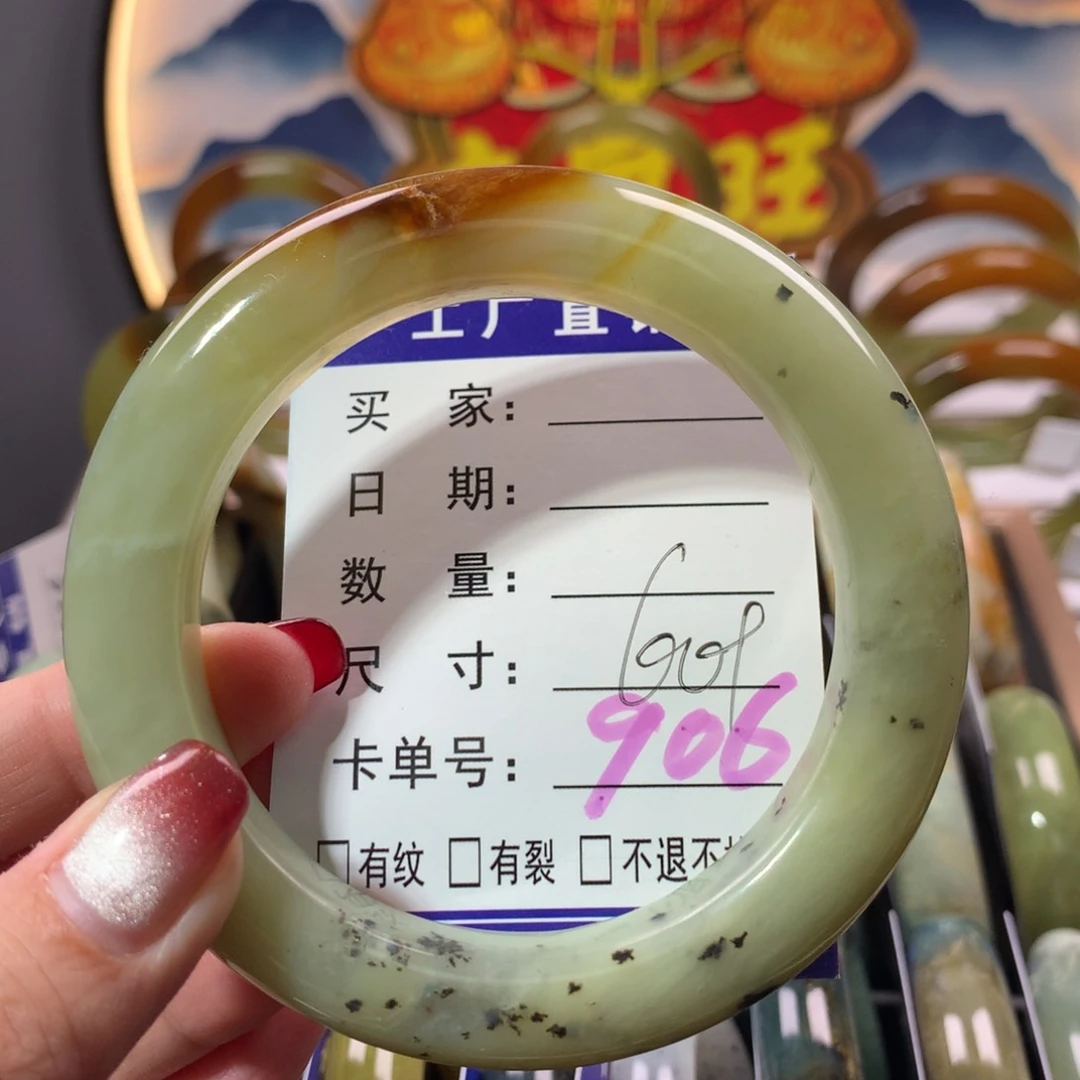 旺
工厂直
买 家：
日 期：
数 量：
尺 寸：
卡单号： 906
□有纹 □有裂 □不退不